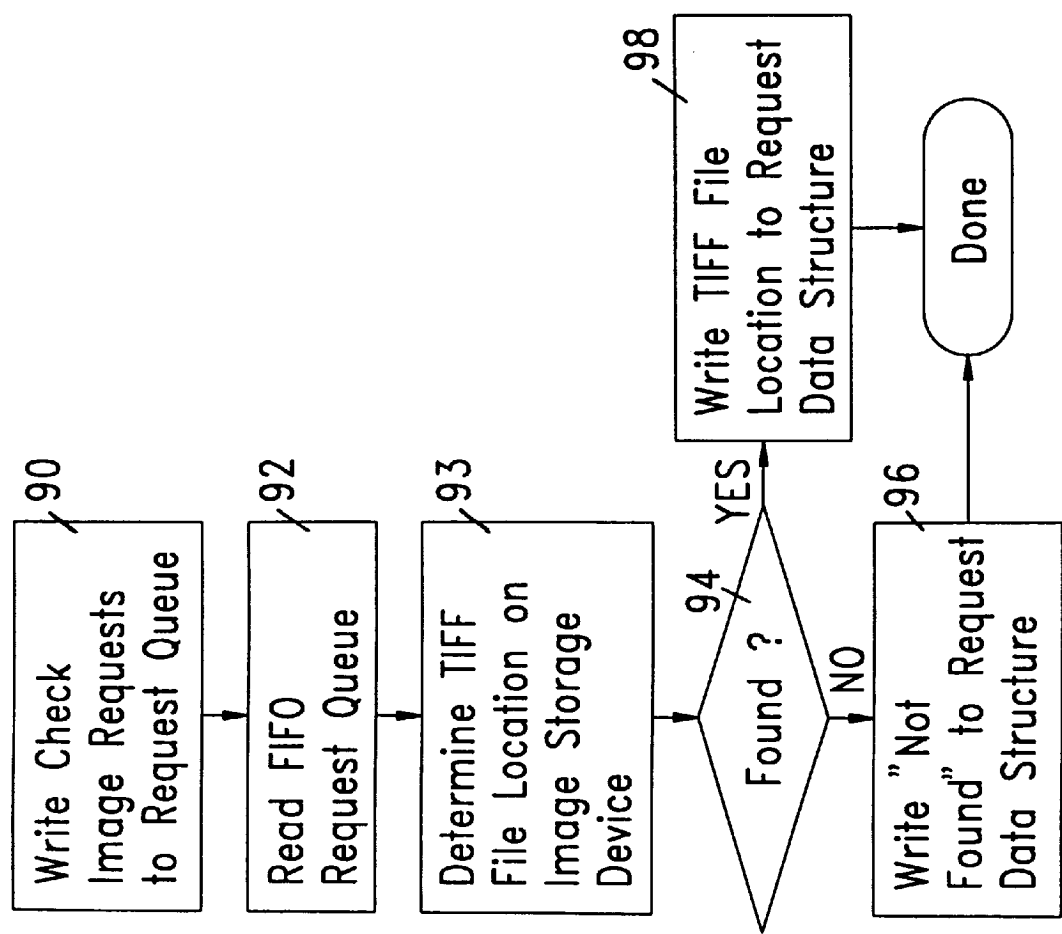 90
Write Check
Image Requests
to Request Queue
92
Read FIFO
Request Queue
93
Determine TIFF
File Location on
Image Storage
Device
94
Found ?
YES
NO
98
Write TIFF File
Location to Request
Data Structure
96
Write "Not
Found" to Request
Data Structure
Done